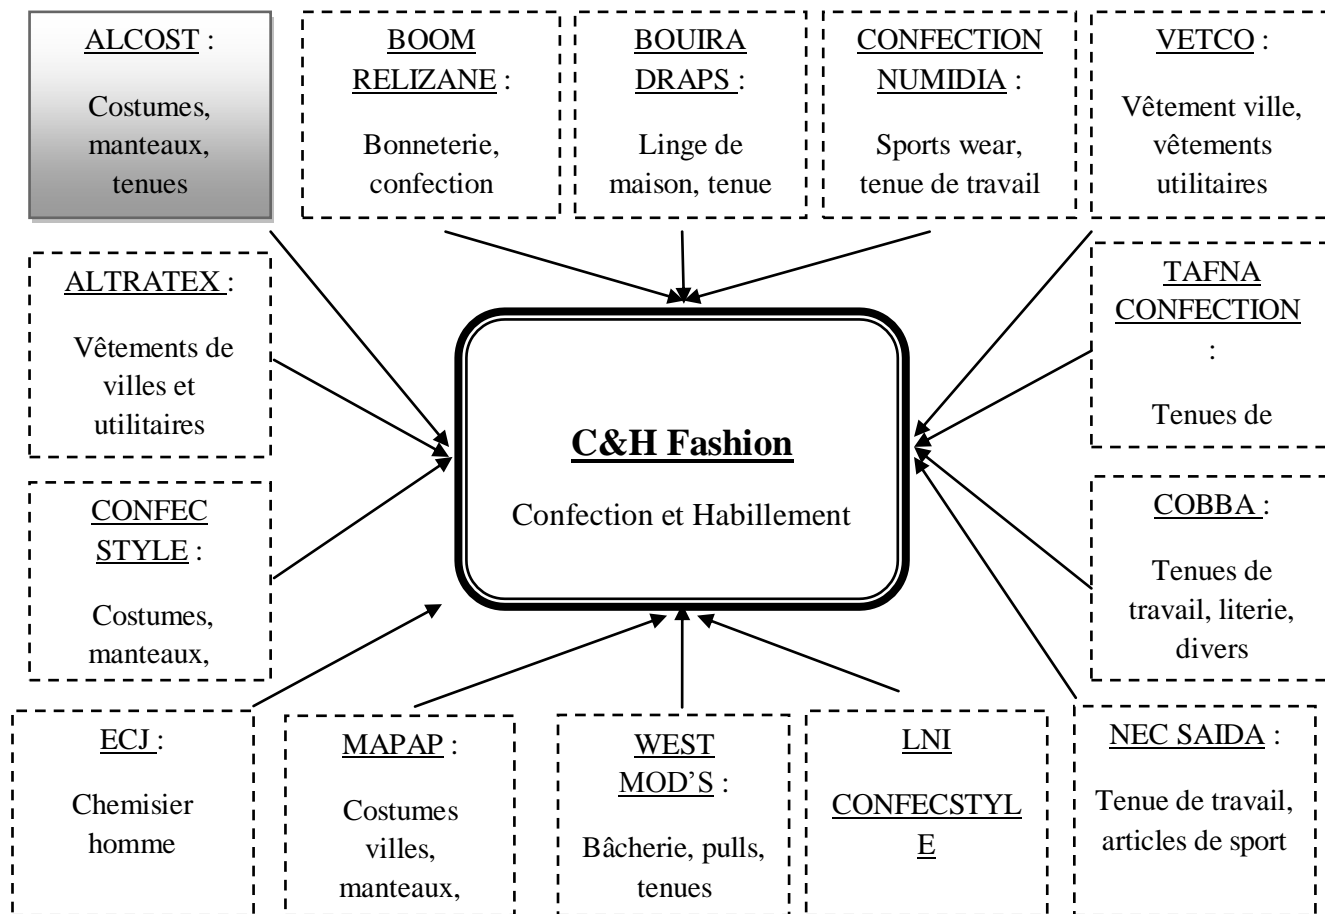 ALCOST :
Costumes,
manteaux,
tenues
BOOM
RELIZANE :
Bonneterie,
confection
BOUIRA
DRAPS :
Linge de
maison, tenue
CONFECTION
NUMIDIA :
Sports wear,
tenue de travail
VETCO :
Vêtement ville,
vêtements
utilitaires
ALTRATEX :
Vêtements de
villes et
utilitaires
C&H Fashion
Confection et Habillement
TAFNA
CONFECTION
:
Tenues de
CONFEC
STYLE :
Costumes,
manteaux,
COBBA :
Tenues de
travail, literie,
divers
ECJ :
Chemisier
homme
MAPAP :
Costumes
villes,
manteaux,
WEST
MOD’S :
Bâcherie, pulls,
tenues
LNI
CONFECSTYL
E
NEC SAIDA :
Tenue de travail,
articles de sport